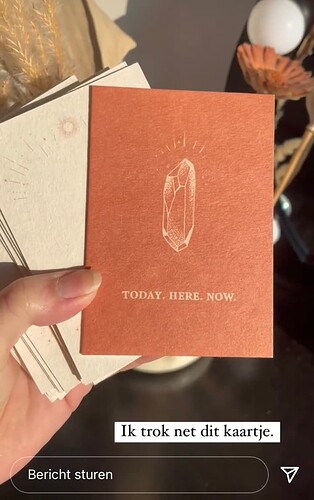 TODAY. HERE. NOW.
Ik trok net dit kaartje.
Bericht sturen